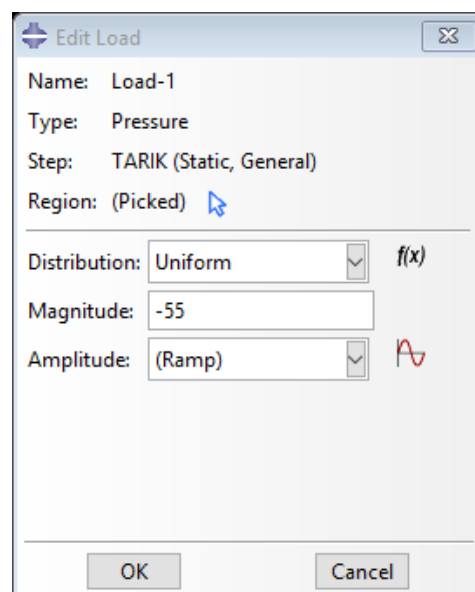 Edit Load
Name: Load-1
Type: Pressure
Step: TARIK (Static, General)
Region: (Picked)
Distribution: Uniform f(x)
Magnitude: -55
Amplitude: (Ramp)
OK Cancel